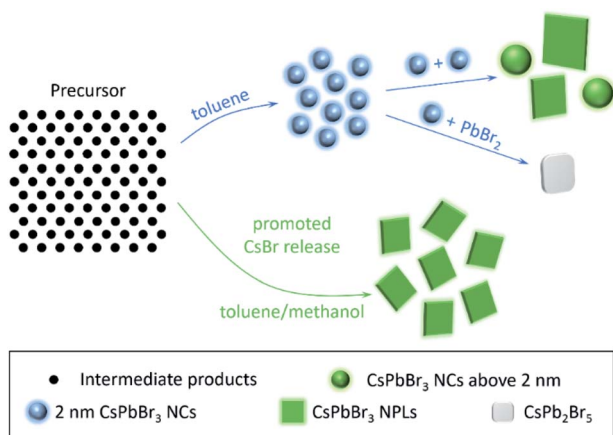 Precursor
toluene
+
+ PbBr₂
promoted
CsBr release
toluene/methanol
Intermediate products
CsPbBr₃ NCs above 2 nm
2 nm CsPbBr₃ NCs
CsPbBr₃ NPLs
CsPb₂Br₅